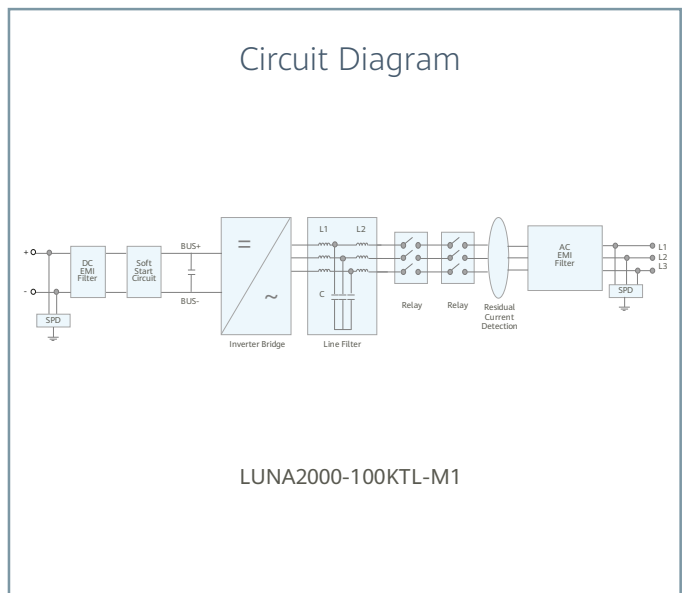 Circuit Diagram
L1 L2
BUS+
+
DC
EMI
Filter
Soft
Start
Circuit
=
AC
EMI
Filter
L1
L2
L3
-
BUS-
~
C
SPD
SPD
Relay
Relay
Residual
Current
Detection
Inverter Bridge
Line Filter
LUNA2000-100KTL-M1